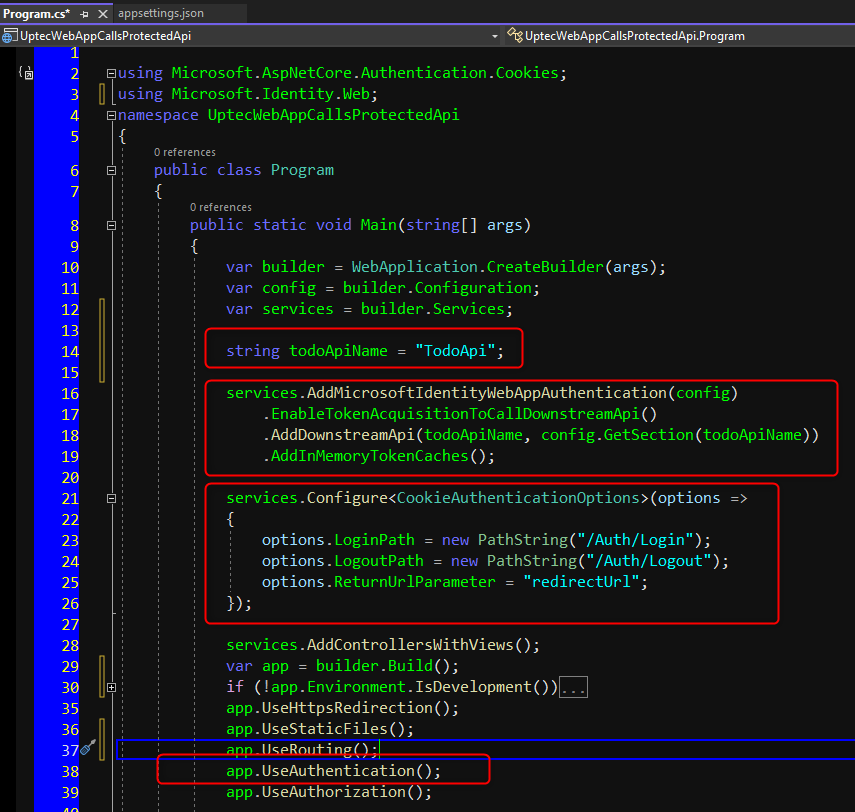 Program.cs* appsettings.json
UptecWebAppCallsProtectedApi UptecWebAppCallsProtectedApi.Program
1
2 using Microsoft.AspNetCore.Authentication.Cookies;
3 using Microsoft.Identity.Web;
4 namespace UptecWebAppCallsProtectedApi
5 {
0 references
6 public class Program
7 {
0 references
8 public static void Main(string[] args)
9 {
10 var builder = WebApplication.CreateBuilder(args);
11 var config = builder.Configuration;
12 var services = builder.Services;
13
14 string todoApiName = "TodoApi";
15
16 services.AddMicrosoftIdentityWebAppAuthentication(config)
17 .EnableTokenAcquisitionToCallDownstreamApi()
18 .AddDownstreamApi(todoApiName, config.GetSection(todoApiName))
19 .AddInMemoryTokenCaches();
20
21 services.Configure<CookieAuthenticationOptions>(options =>
22 {
23 options.LoginPath = new PathString("/Auth/Login");
24 options.LogoutPath = new PathString("/Auth/Logout");
25 options.ReturnUrlParameter = "redirectUrl";
26 });
27
28 services.AddControllersWithViews();
29 var app = builder.Build();
30 if (!app.Environment.IsDevelopment())...
35 app.UseHttpsRedirection();
36 app.UseStaticFiles();
37 app.UseRouting();
38 app.UseAuthentication();
39 app.UseAuthorization();